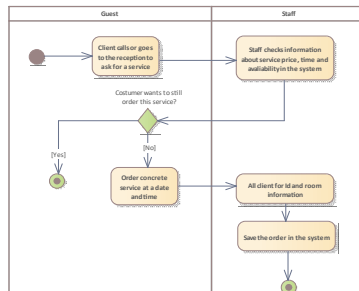 Guest
Staff
Client calls or goes
to the reception to
ask for a service
Staff checks information
about service price, time and
availability in the system
Costumer wants to still
order this service?
[Yes]
[No]
Order concrete
service at a date
and time
All client for Id and room
information
Save the order in the system